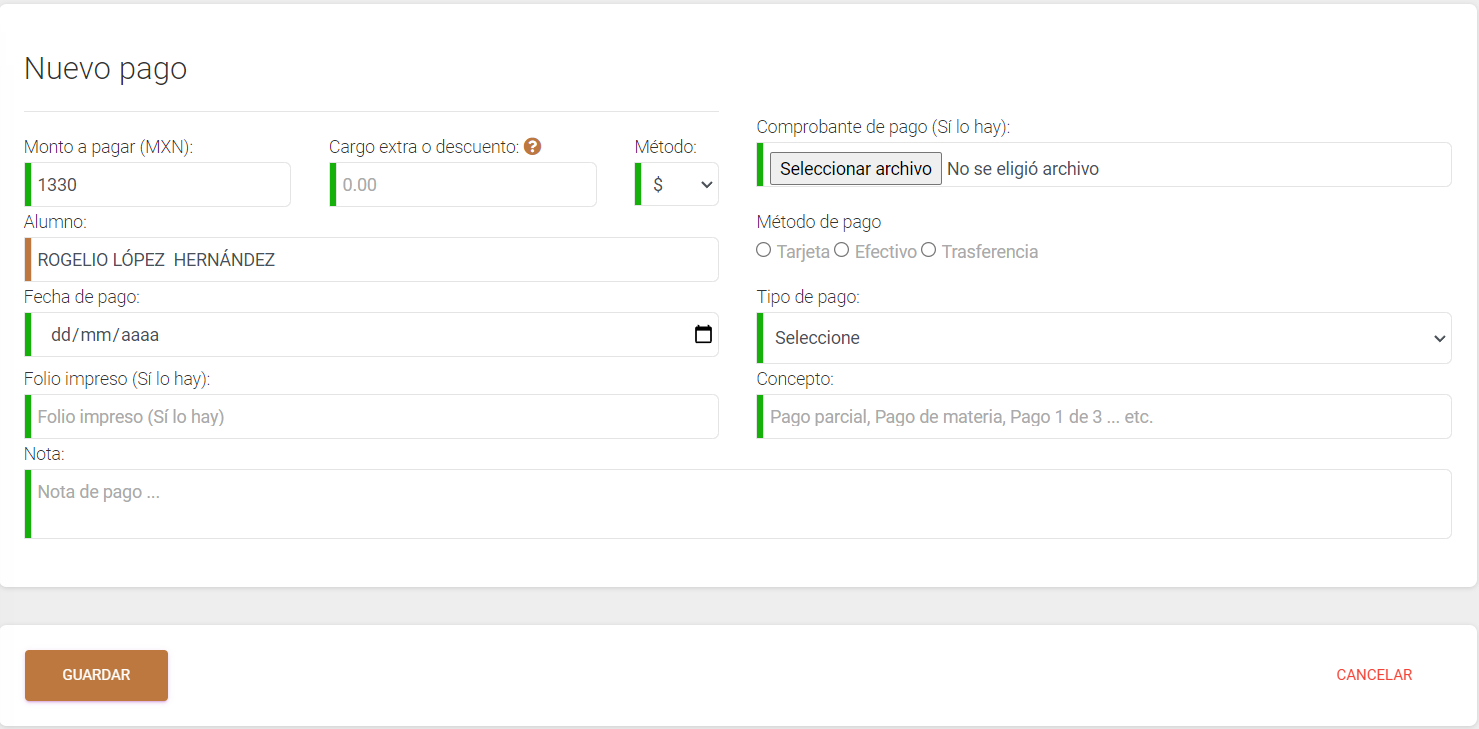 Nuevo pago
Monto a pagar (MXN):
Cargo extra o descuento: ?
Método:
1330
0.00
$
Alumno:
ROGELIO LÓPEZ  HERNÁNDEZ
Fecha de pago:
dd/mm/aaaa
Folio impreso (Sí lo hay):
Folio impreso (Sí lo hay)
Comprobante de pago (Sí lo hay):
Seleccionar archivo No se eligió archivo
Método de pago
Tarjeta Efectivo Trasferencia
Tipo de pago:
Seleccione
Concepto:
Pago parcial, Pago de materia, Pago 1 de 3 ... etc.
Nota:
Nota de pago ...
GUARDAR
CANCELAR